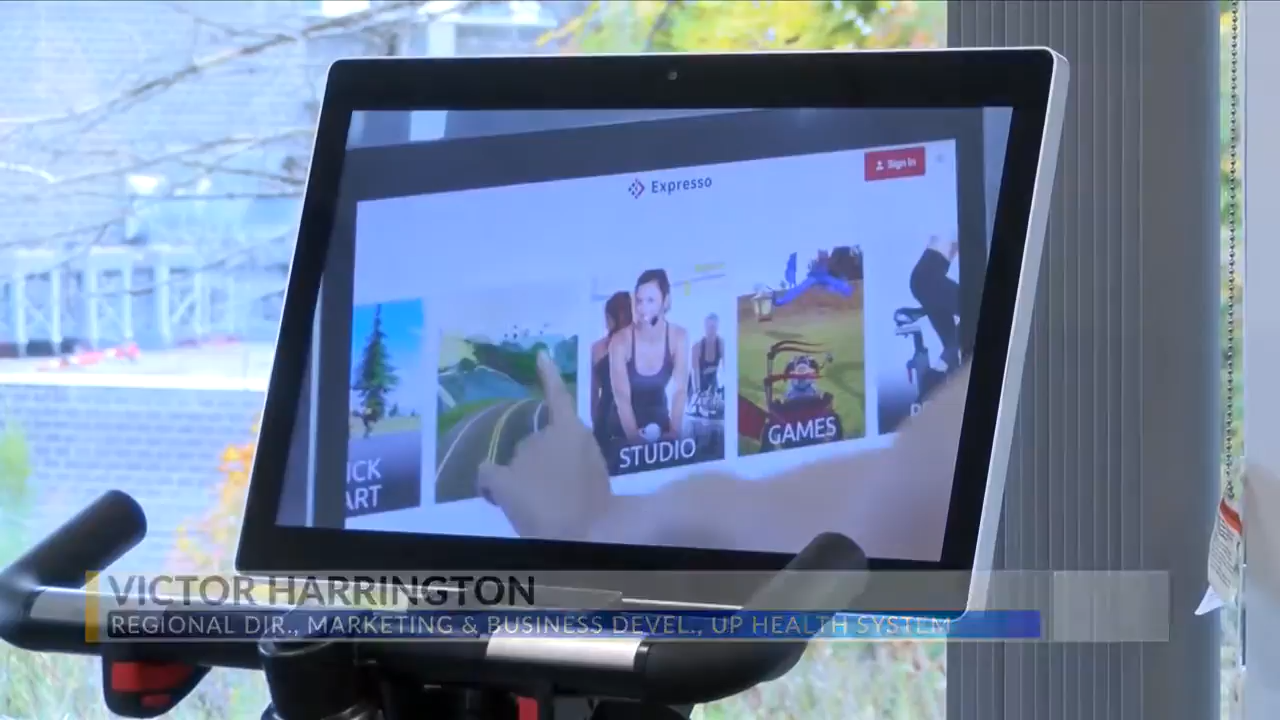 Expresso
Sign In
ICK
ART
STUDIO
GAMES
VICTOR HARRINGTON
REGIONAL DIR., MARKETING & BUSINESS DEVEL., UP HEALTH SYSTEM